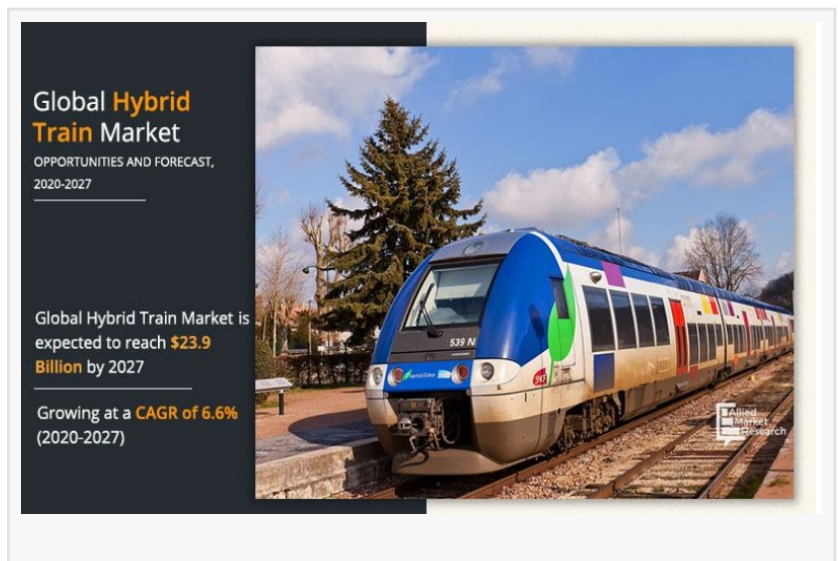 Global Hybrid
Train Market
OPPORTUNITIES AND FORECAST,
2020-2027
Global Hybrid Train Market is
expected to reach $23.9
Billion by 2027
Growing at a CAGR of 6.6%
(2020-2027)
539 N
Transilien
SNCF
Allied
Market
Research